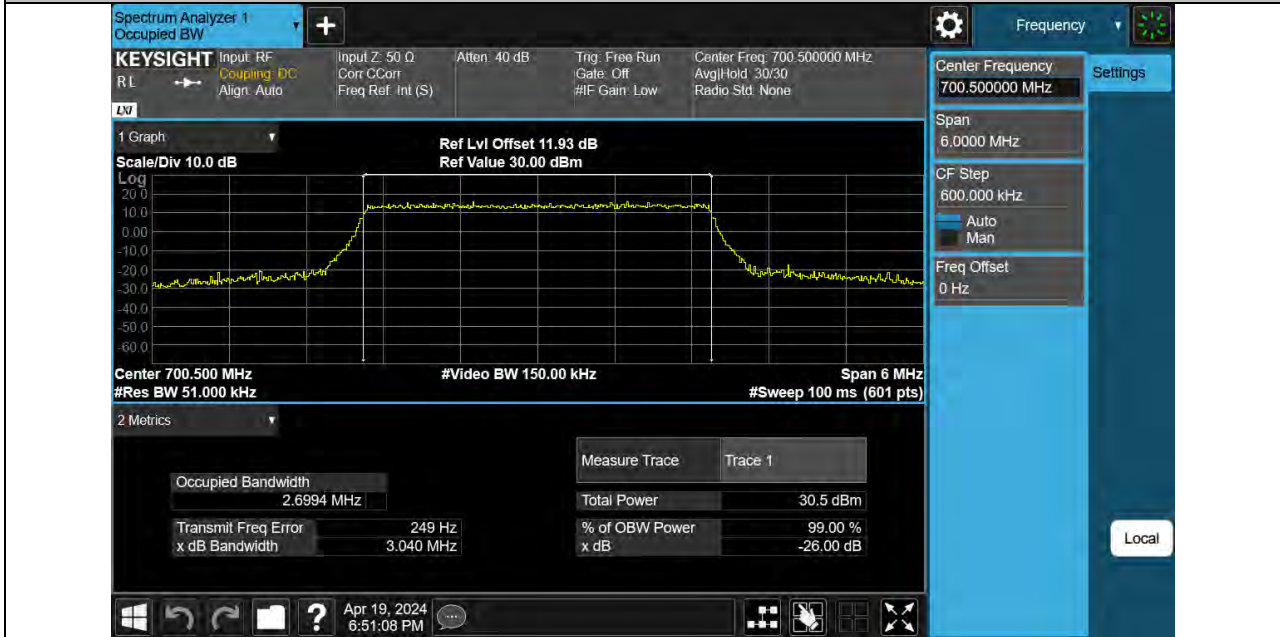 Spectrum Analyzer 1
Occupied BW
Frequency
KEYSIGHT
RL
LXI
Input: RF
Coupling: DC
Align: Auto
Input Z: 50 Ω
Corr CCorr
Freq Ref: Int (S)
Atten: 40 dB
Trig: Free Run
Gate: Off
#IF Gain: Low
Center Freq: 700.500000 MHz
Avg|Hold: 30/30
Radio Std: None
Center Frequency
700.500000 MHz
Settings
Span
6.0000 MHz
CF Step
600.000 kHz
Auto
Man
Freq Offset
0 Hz
1 Graph
Scale/Div 10.0 dB
Ref Lvl Offset 11.93 dB
Ref Value 30.00 dBm
Log
20.0
10.0
0.00
-10.0
-20.0
-30.0
-40.0
-50.0
-60.0
Center 700.500 MHz
#Res BW 51.000 kHz
#Video BW 150.00 kHz
Span 6 MHz
#Sweep 100 ms (601 pts)
2 Metrics
Measure Trace Trace 1
Occupied Bandwidth
2.6994 MHz
Total Power 30.5 dBm
Transmit Freq Error 249 Hz
% of OBW Power 99.00 %
x dB Bandwidth 3.040 MHz
x dB -26.00 dB
Local
?
Apr 19, 2024
6:51:08 PM